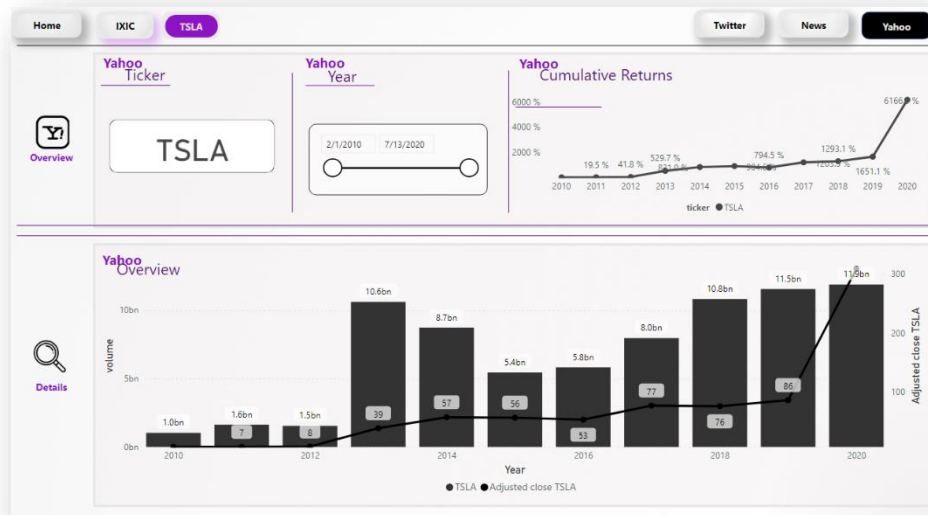 Home IXIC TSLA Twitter News Yahoo
Yahoo
Ticker
TSLA
Yahoo
Year
2/1/2010 7/13/2020
Yahoo
Cumulative Returns
6000 %
4000 %
2000 %
19.5 % 41.8 % 529.7 % 794.5 % 1293.1 % 1651.1 %
2010 2011 2012 2013 2014 2015 2016 2017 2018 2019 2020
ticker TSLA
Overview
Yahoo
Overview
volume
10bn
5bn
0bn
1.0bn 1.6bn 1.5bn 10.6bn 8.7bn 5.4bn 5.8bn 8.0bn 10.8bn 11.5bn 11.9bn
7 8 39 57 56 53 77 76 86
300
200
100
Adjusted close TSLA
2010 2012 2014 2016 2018 2020
Year
TSLA Adjusted close TSLA
Details